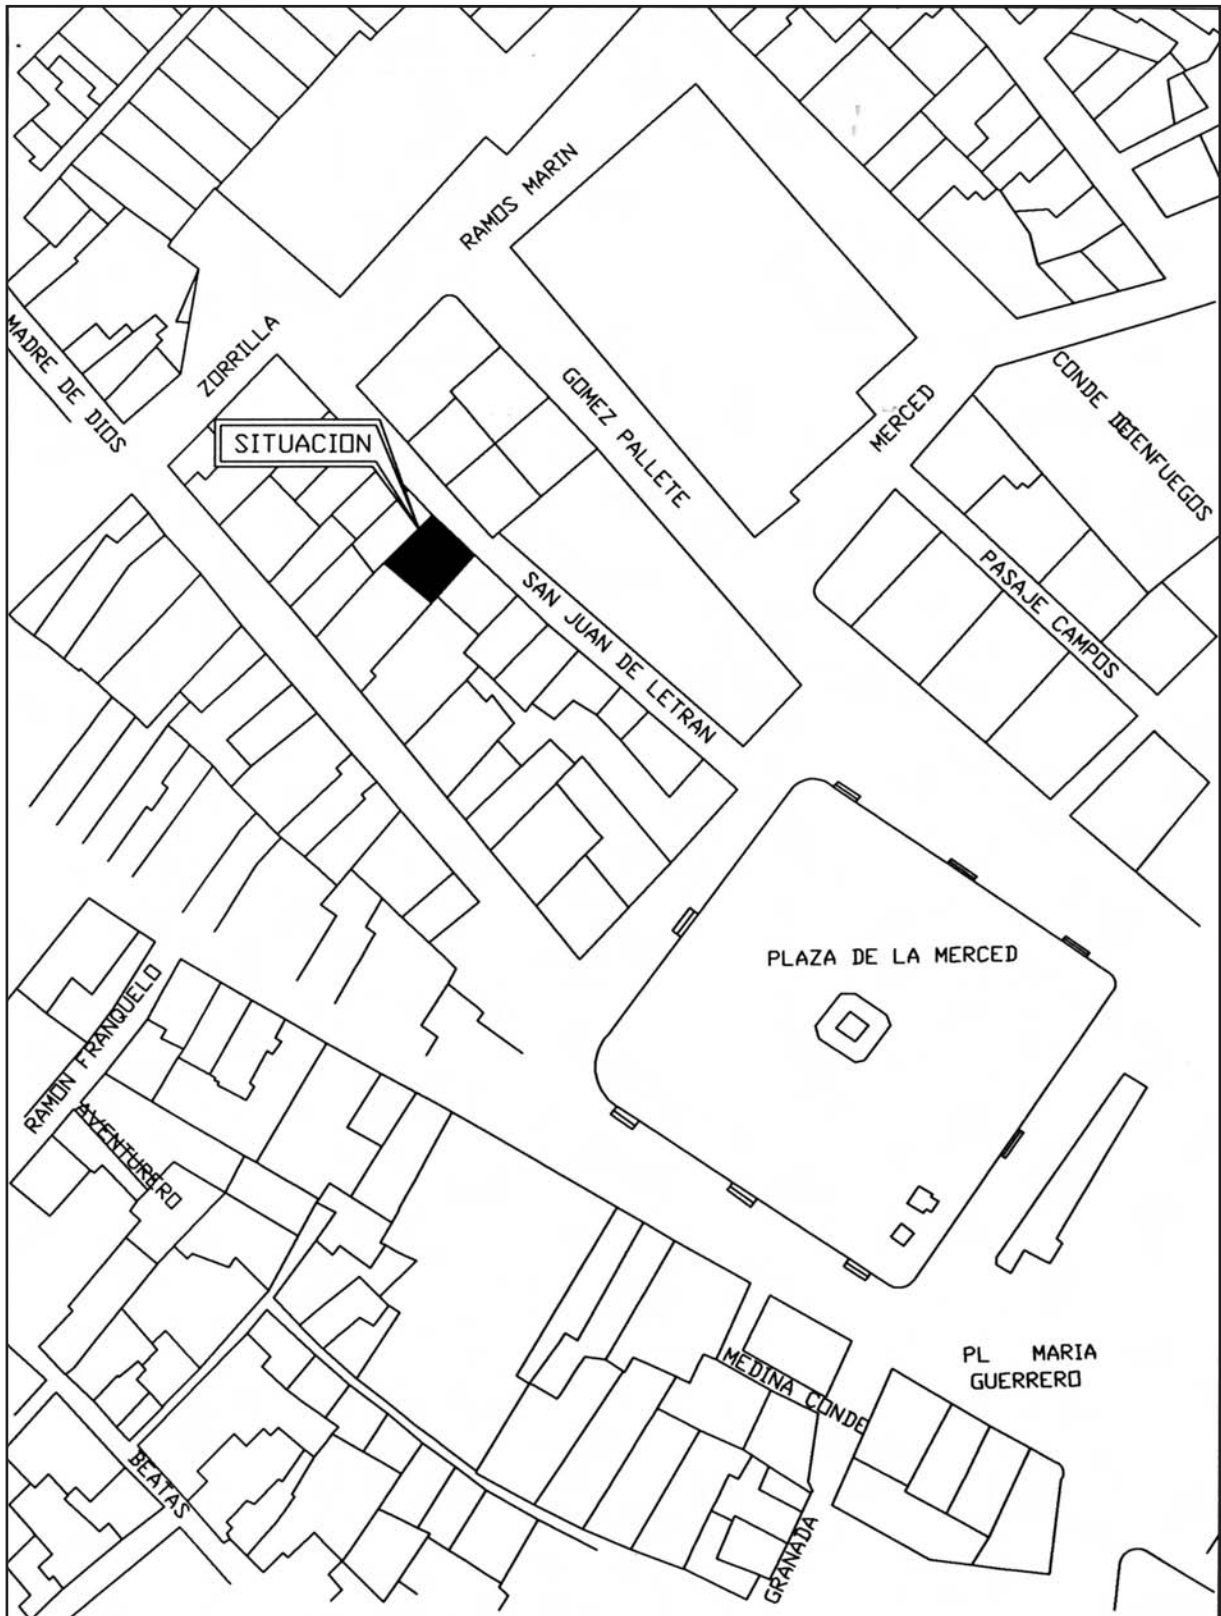 RAMOS MARIN
ZORRILLA
MADRE DE DIOS
SITUACION
GOMEZ PALLETE
MERCED
CONDE DE
CIENFUEGOS
SAN JUAN DE LETRAN
PASAJE CAMPOS
PLAZA DE LA MERCED
RAMON FRANQUELO
AVENTURERO
PL MARIA
GUERRERO
MEDINA CONDE
BEATAS
GRANADA